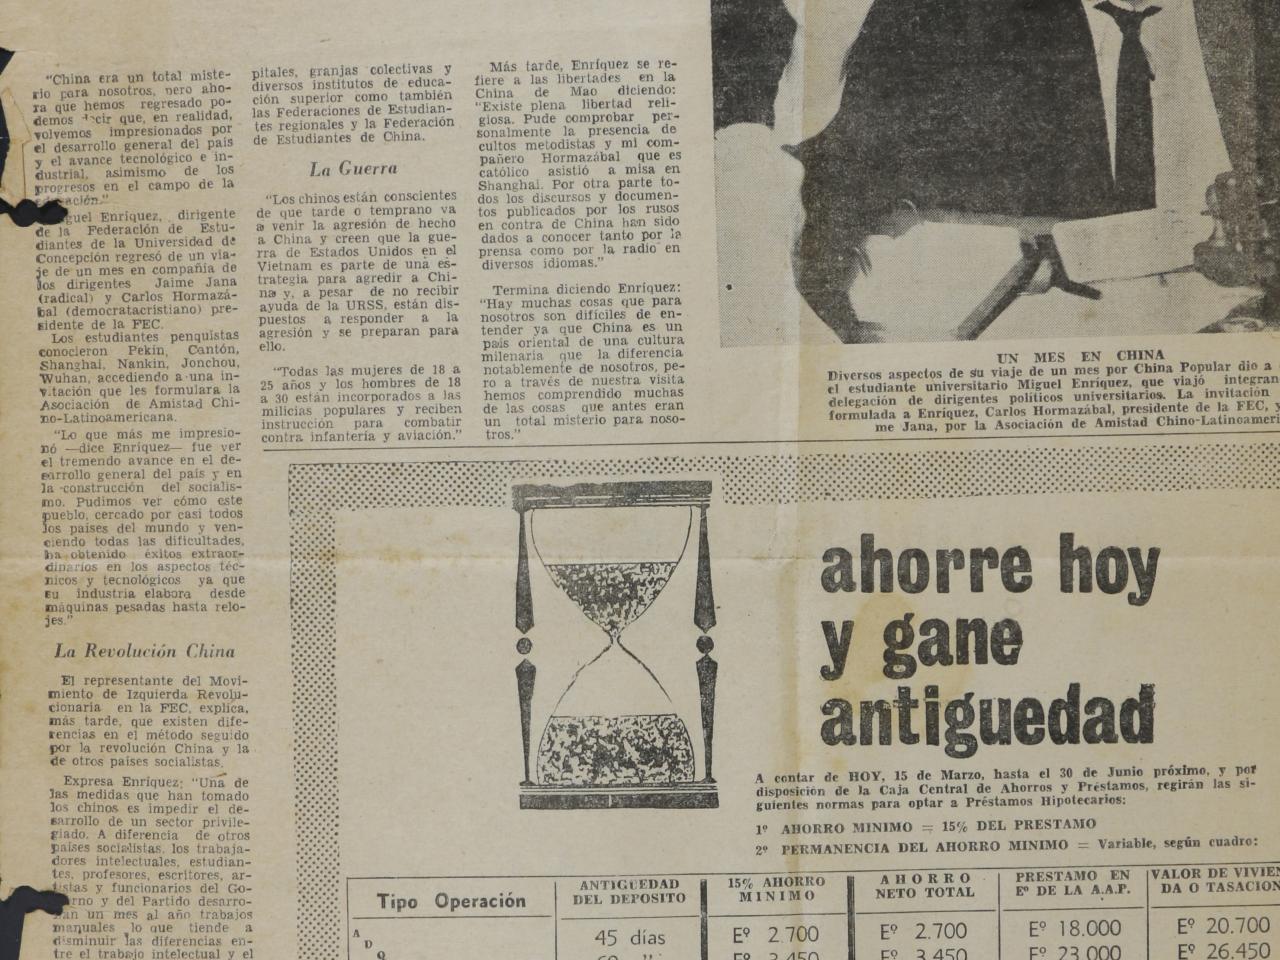 "China era un total miste-
rio para nosotros, pero aho-
ra que hemos regresado po-
demos que, en realidad,
volvemos impresionados por
el desarrollo general del país
y el avance tecnológico e in-
dustrial, asimismo de los
progresos en el campo de la
Enríquez, dirigente
de la Federación de Estu-
diantes de la Universidad de
Concepción regresó de un via-
je de un mes en compañía de
los dirigentes Jaime Jana
(radical) y Carlos Hormazá-
bal (democratacristiano) pre-
sidente de la FEC.
Los estudiantes penquistas
conocieron Pekín, Cantón,
Shanghai, Nankin, Jonchou,
Wuhan, accediendo a una in-
vitación que les formulara la
Asociación de Amistad Chi-
no-Latinoamericana.
"Lo que más me impresio-
nó —dice Enríquez— fue ver
el tremendo avance en el de-
sarrollo general del país y en
la construcción del socialis-
mo. Pudimos ver cómo este
pueblo, cercado por casi todos
los países del mundo y ven-
ciendo todas las dificultades,
ha obtenido éxitos extraor-
dinarios en los aspectos téc-
nicos y tecnológicos ya que
su industria elabora desde
máquinas pesadas hasta relo-
jes."
La Revolución China
El representante del Movi-
miento de Izquierda Revolu-
cionaria en la FEC, explica,
más tarde, que existen dife-
rencias en el método seguido
por la revolución China y la
de otros países socialistas.
Expresa Enríquez; "Una de
las medidas que han tomado
los chinos es impedir el de-
sarrollo de un sector privile-
giado. A diferencia de otros
países socialistas, los trabaja-
dores intelectuales, estudian-
tes, profesores, escritores, ar-
tistas y funcionarios del Go-
y del Partido desarro-
un mes al año trabajos
manuales lo que tiende a
disminuir las diferencias en-
tre el trabajo intelectual y el
pitales, granjas colectivas y
diversos institutos de educa-
ción superior como también
las Federaciones de Estudian-
tes regionales y la Federación
de Estudiantes de China.
La Guerra
"Los chinos están conscientes
de que tarde o temprano va
a venir la agresión de hecho
a China y creen que la gue-
rra de Estados Unidos en el
Vietnam es parte de una es-
trategia para agredir a Chi-
na y, a pesar de no recibir
ayuda de la URSS, están dis-
puestos a responder a la
agresión y se preparan para
ello.
"Todas las mujeres de 18 a
25 años y los hombres de 18
a 30 están incorporados a las
milicias populares y reciben
instrucción para combatir
contra infantería y aviación."
Más tarde, Enríquez se re-
fiere a las libertades en la
China de Mao diciendo:
"Existe plena libertad reli-
giosa. Pude comprobar per-
sonalmente la presencia de
cultos metodistas y mi com-
pañero Hormazábal que es
católico asistió a misa en
Shanghai. Por otra parte to-
dos los discursos y documen-
tos publicados por los rusos
en contra de China han sido
dados a conocer tanto por la
prensa como por la radio en
diversos idiomas."
Termina diciendo Enríquez:
"Hay muchas cosas que para
nosotros son difíciles de en-
tender ya que China es un
país oriental de una cultura
milenaria que la diferencia
notablemente de nosotros, pe-
ro a través de nuestra visita
hemos comprendido muchas
de las cosas que antes eran
un total misterio para noso-
tros."
UN MES EN CHINA
Diversos aspectos de su viaje de un mes por China Popular dio a
el estudiante universitario Miguel Enríquez, que viajó integran
delegación de dirigentes políticos universitarios. La invitación
formulada a Enríquez, Carlos Hormazábal, presidente de la FEC, y
me Jana, por la Asociación de Amistad Chino-Latinoameri
ahorre hoy
y gane
antiguedad
A contar de HOY, 15 de Marzo, hasta el 30 de Junio próximo, y por
disposición de la Caja Central de Ahorros y Préstamos, regirán las si-
guientes normas para optar a Préstamos Hipotecarios:
1º AHORRO MINIMO = 15% DEL PRESTAMO
2º PERMANENCIA DEL AHORRO MINIMO = Variable, según cuadro:
Tipo Operación ANTIGUEDAD DEL DEPOSITO 15% AHORRO MINIMO AHORRO NETO TOTAL PRESTAMO EN Eº DE LA A.A.P. VALOR DE VIVIEN DA O TASACION
A 45 días Eº 2.700 Eº 2.700 Eº 18.000 Eº 20.700
D Eº 3.450 Eº 3.450 Eº 23.000 Eº 26.450